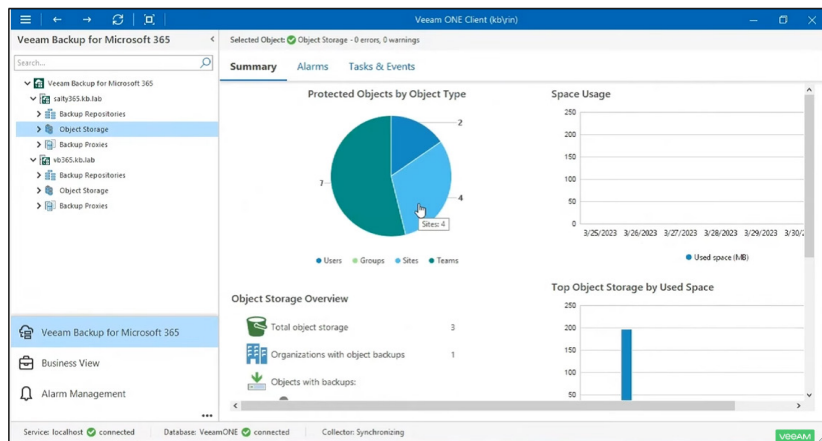 Veeam ONE Client (kb\rin)
Veeam Backup for Microsoft 365
Search...
Veeam Backup for Microsoft 365
salty365.kb.lab
Backup Repositories
Object Storage
Backup Proxies
vb365.kb.lab
Backup Repositories
Object Storage
Backup Proxies
Veeam Backup for Microsoft 365
Business View
Alarm Management
Selected Object: Object Storage - 0 errors, 0 warnings
Summary Alarms Tasks & Events
Protected Objects by Object Type
2
7
4
Sites: 4
Users Groups Sites Teams
Space Usage
250
200
150
100
50
0
3/25/2023 3/26/2023 3/27/2023 3/28/2023 3/29/2023 3/30/2
Used space (MB)
Object Storage Overview
Total object storage 3
Organizations with object backups 1
Objects with backups:
Top Object Storage by Used Space
250
200
150
100
50
Service: localhost connected Database: VeeamONE connected Collector: Synchronizing
VEEAM